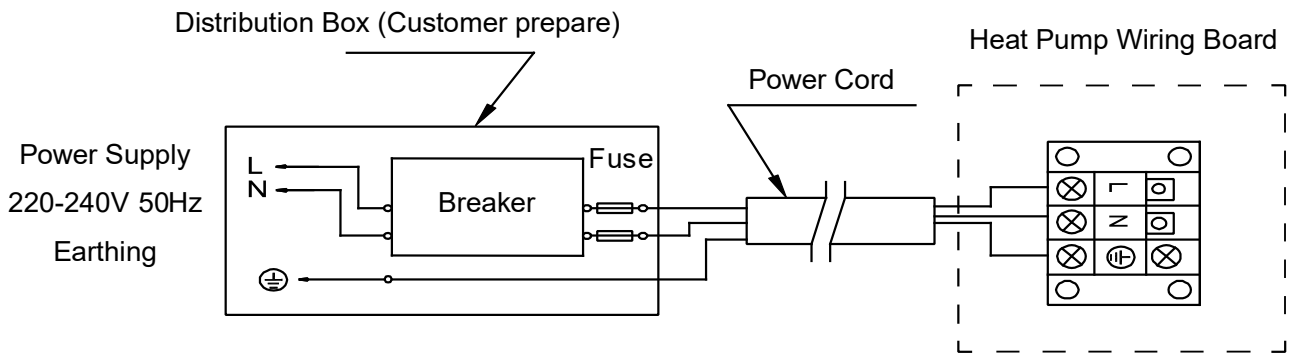 Distribution Box (Customer prepare)
Heat Pump Wiring Board
Power Cord
Power Supply
220-240V 50Hz
Earthing
L
N
Fuse
Breaker
L
N